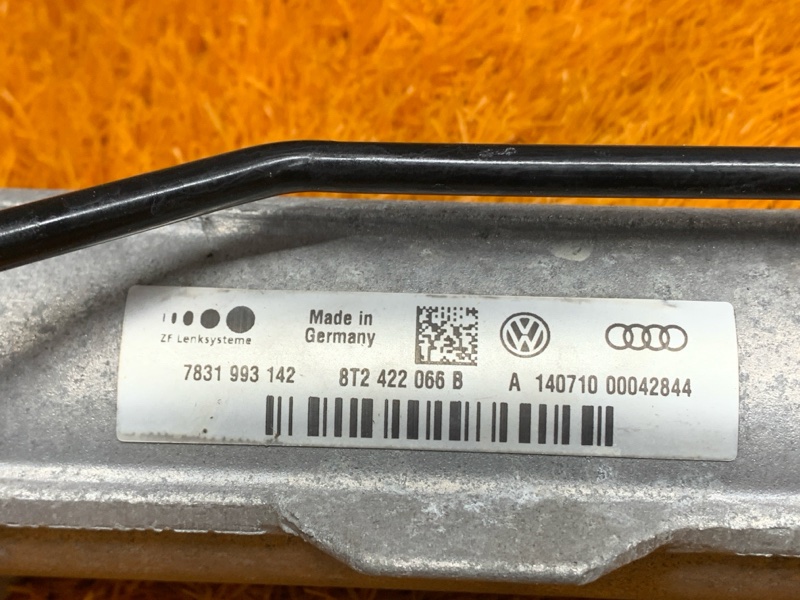 ZF Lenksysteme
Made in
Germany
7831 993 142 8T2 422 066 B A 140710 00042844